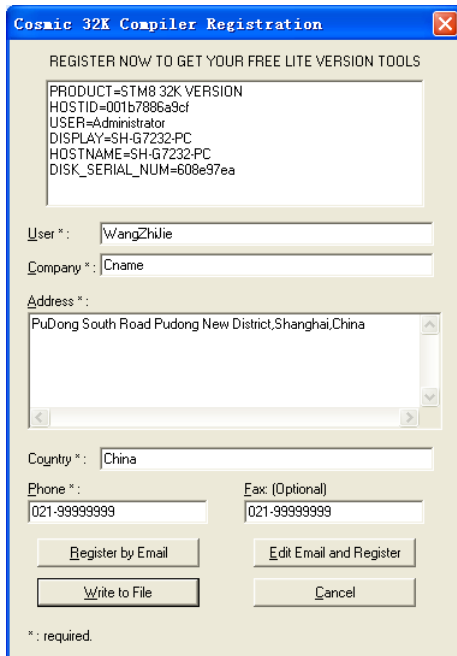 Cosmic 32K Compiler Registration
REGISTER NOW TO GET YOUR FREE LITE VERSION TOOLS
PRODUCT=STM8 32K VERSION
HOSTID=001b7886a9cf
USER=Administrator
DISPLAY=SH-G7232-PC
HOSTNAME=SH-G7232-PC
DISK_SERIAL_NUM=608e97ea
User * : WangZhiJie
Company * : Cname
Address * :
PuDong South Road Pudong New District,Shanghai,China
Country * : China
Phone * : Fax: (Optional)
021-99999999 021-99999999
Register by Email Edit Email and Register
Write to File Cancel
* : required.